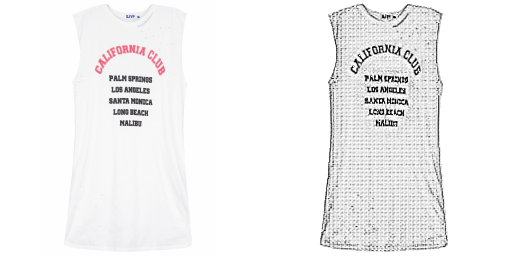 CALIFORNIA CLUB
PALM SPRINGS
LOS ANGELES
SANTA MONICA
LONG BEACH
MALIBU
CALIFORNIA CLUB
PALM SPRINGS
LOS ANGELES
SANTA MONICA
LONG BEACH
MALIBU